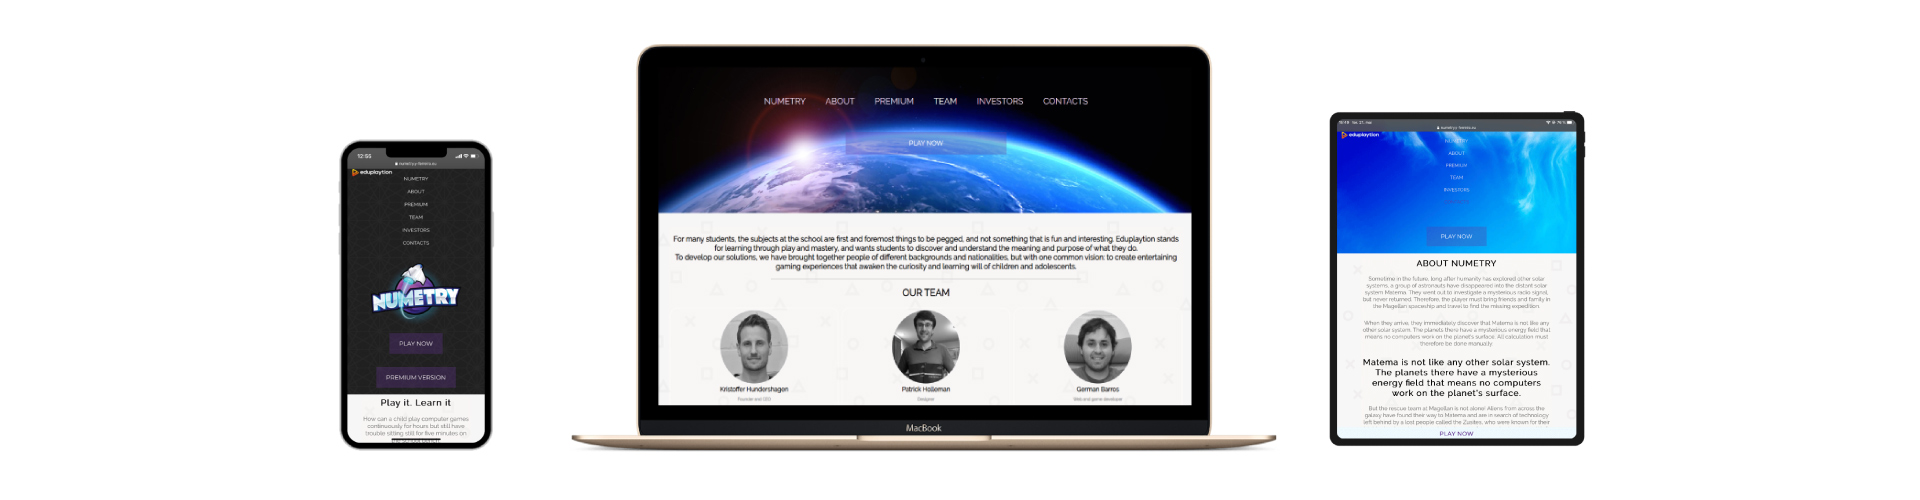 12:50
numetry.y-teennis.eu
eduplaytion
NUMETRY
ABOUT
PREMIUM
TEAM
INVESTORS
CONTACTS
NUMETRY
PLAY NOW
PREMIUM VERSION
Play it. Learn it
How can a child play computer games
continuously for hours but still have
trouble sitting still for five minutes on
NUMETRY ABOUT PREMIUM TEAM INVESTORS CONTACTS
PLAY NOW
For many students, the subjects at the school are first and foremost things to be pegged, and not something that is fun and interesting. Eduplaytion stands
for learning through play and mastery, and wants students to discover and understand the meaning and purpose of what they do.
To develop our solutions, we have brought together people of different backgrounds and nationalities, but with one common vision: to create entertaining
gaming experiences that awaken the curiosity and learning will of children and adolescents.
OUR TEAM
Kristoffer Hundershagen Patrick Holleman German Barros
Founder and CEO Designer Web and game developer
MacBook
eduplaytion
NUMETRY
ABOUT
PREMIUM
TEAM
INVESTORS
PLAY NOW
ABOUT NUMETRY
Sometime in the future, long after humanity has explored other solar
systems, a group of astronauts have disappeared into the distant solar
system Matema. They went out to investigate a mysterious radio signal,
but never returned. Therefore, the player must bring friends and family in
the Magellan spaceship and travel to find the missing expedition.
When they arrive, they immediately discover that Matema is not like any
other solar system. The planets there have a mysterious energy field that
means no computers work on the planet's surface. All calculation must
therefore be done manually
Matema is not like any other solar system.
The planets there have a mysterious
energy field that means no computers
work on the planet's surface.
But the rescue team at Magellan is not alone! Aliens from across the
galaxy have found their way to Matema and are in search of technology
left behind by a lost people called the Zusites, who were known for their
PLAY NOW